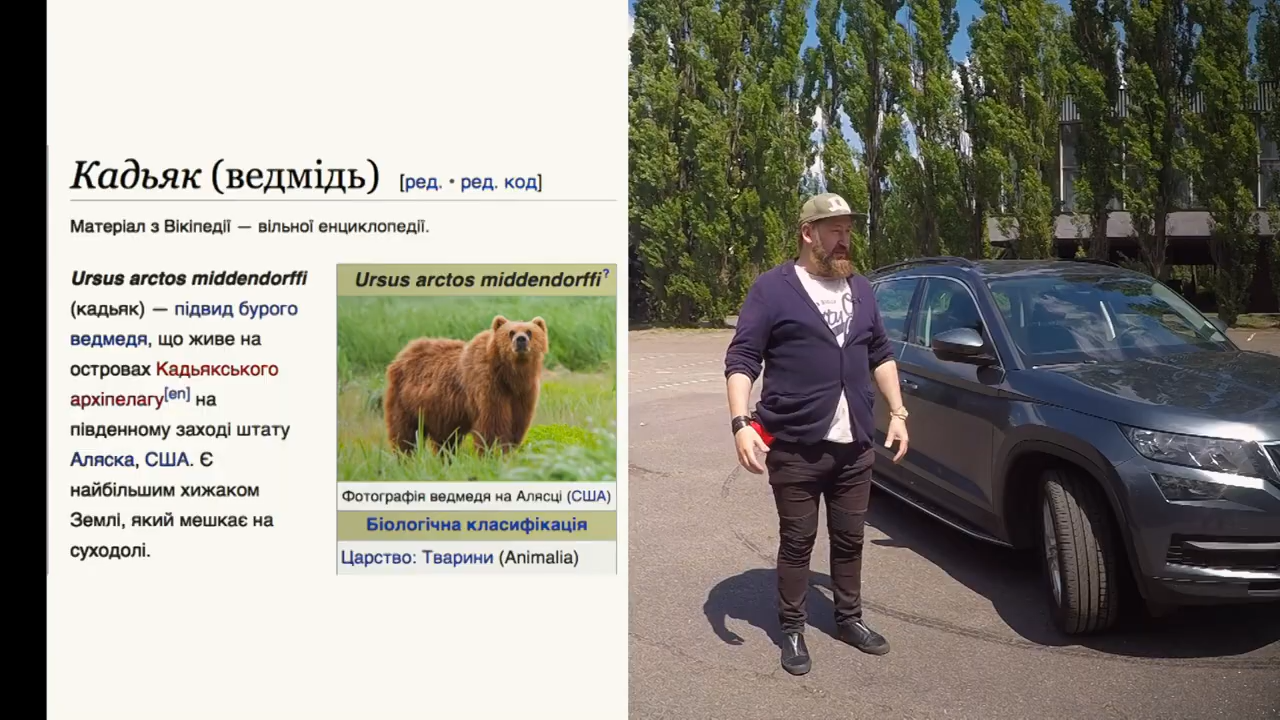 Кадьяк (ведмідь) [ред. • ред. код]
Матеріал з Вікіпедії — вільної енциклопедії.
Ursus arctos middendorffi
(кадьяк) — підвид бурого
ведмедя, що живе на
островах Кадьякського
архіпелагу[en] на
південному заході штату
Аляска, США. Є
найбільшим хижаком
Землі, який мешкає на
суходолі.
Ursus arctos middendorffi?
Фотографія ведмедя на Алясці (США)
Біологічна класифікація
Царство: Тварини (Animalia)